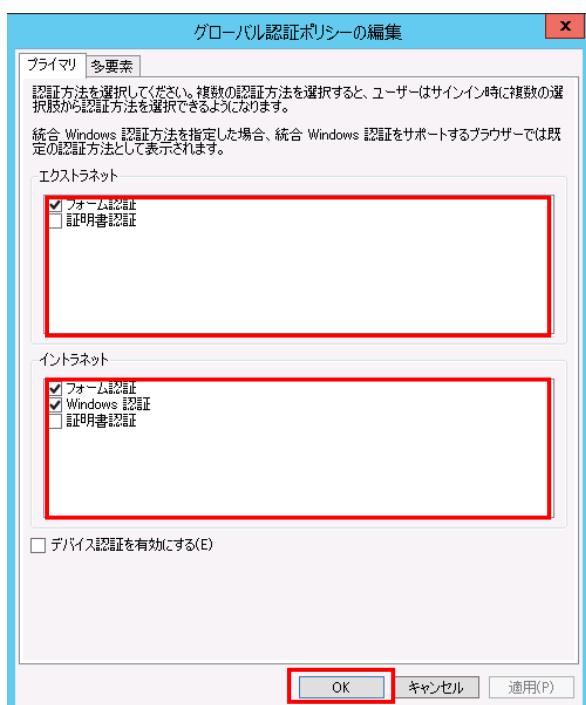 グローバル認証ポリシーの編集
x
プライマリ 多要素
認証方法を選択してください。複数の認証方法を選択すると、ユーザーはサインイン時に複数の選
択肢から認証方法を選択できるようになります。
統合 Windows 認証方法を指定した場合、統合 Windows 認証をサポートするブラウザーでは既
定の認証方法として表示されます。
エクストラネット
フォーム認証
証明書認証
イントラネット
フォーム認証
Windows 認証
証明書認証
デバイス認証を有効にする(E)
OK キャンセル 適用(P)